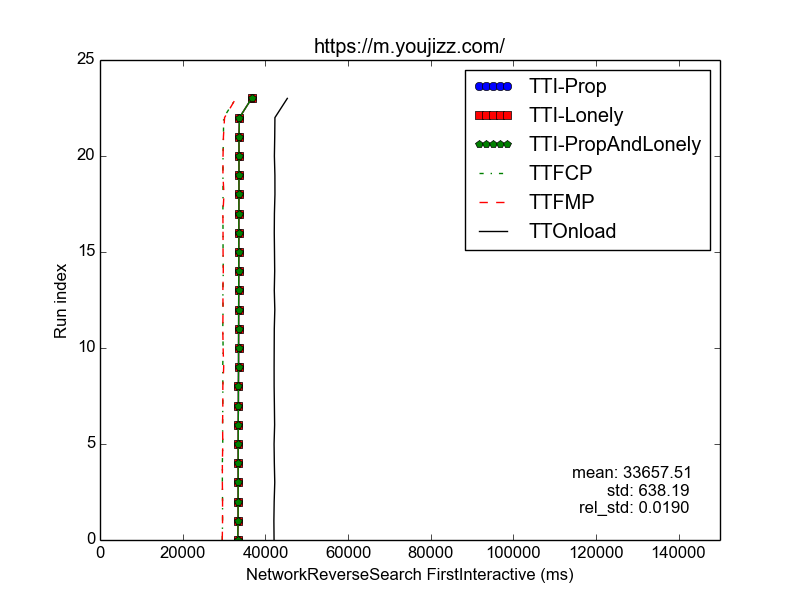 https://m.youjizz.com/
25
20
15
10
5
0
Run index
TTI-Prop
TTI-Lonely
TTI-PropAndLonely
TTFCP
TTFMP
TTOnload
mean: 33657.51
std: 638.19
rel_std: 0.0190
0 20000 40000 60000 80000 100000 120000 140000
NetworkReverseSearch FirstInteractive (ms)